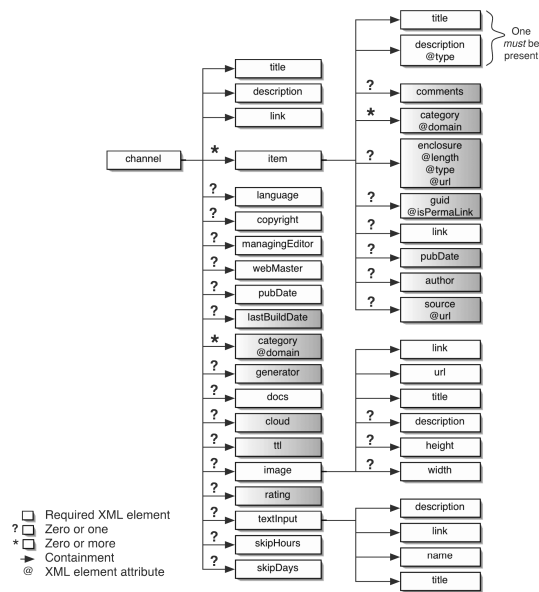 title
description
@type
One
must be
present
comments
category
@domain
enclosure
@length
@type
@url
guid
@isPermaLink
link
pubDate
author
source
@url
channel
title
description
link
* item
? language
? copyright
? managingEditor
? webMaster
? pubDate
? lastBuildDate
* category
@domain
? generator
? docs
? cloud
? ttl
? image
? rating
? textInput
? skipHours
? skipDays
?
*
?
?
?
?
?
?
link
url
title
? description
? height
? width
description
link
name
title
Required XML element
? Zero or one
* Zero or more
Containment
@ XML element attribute